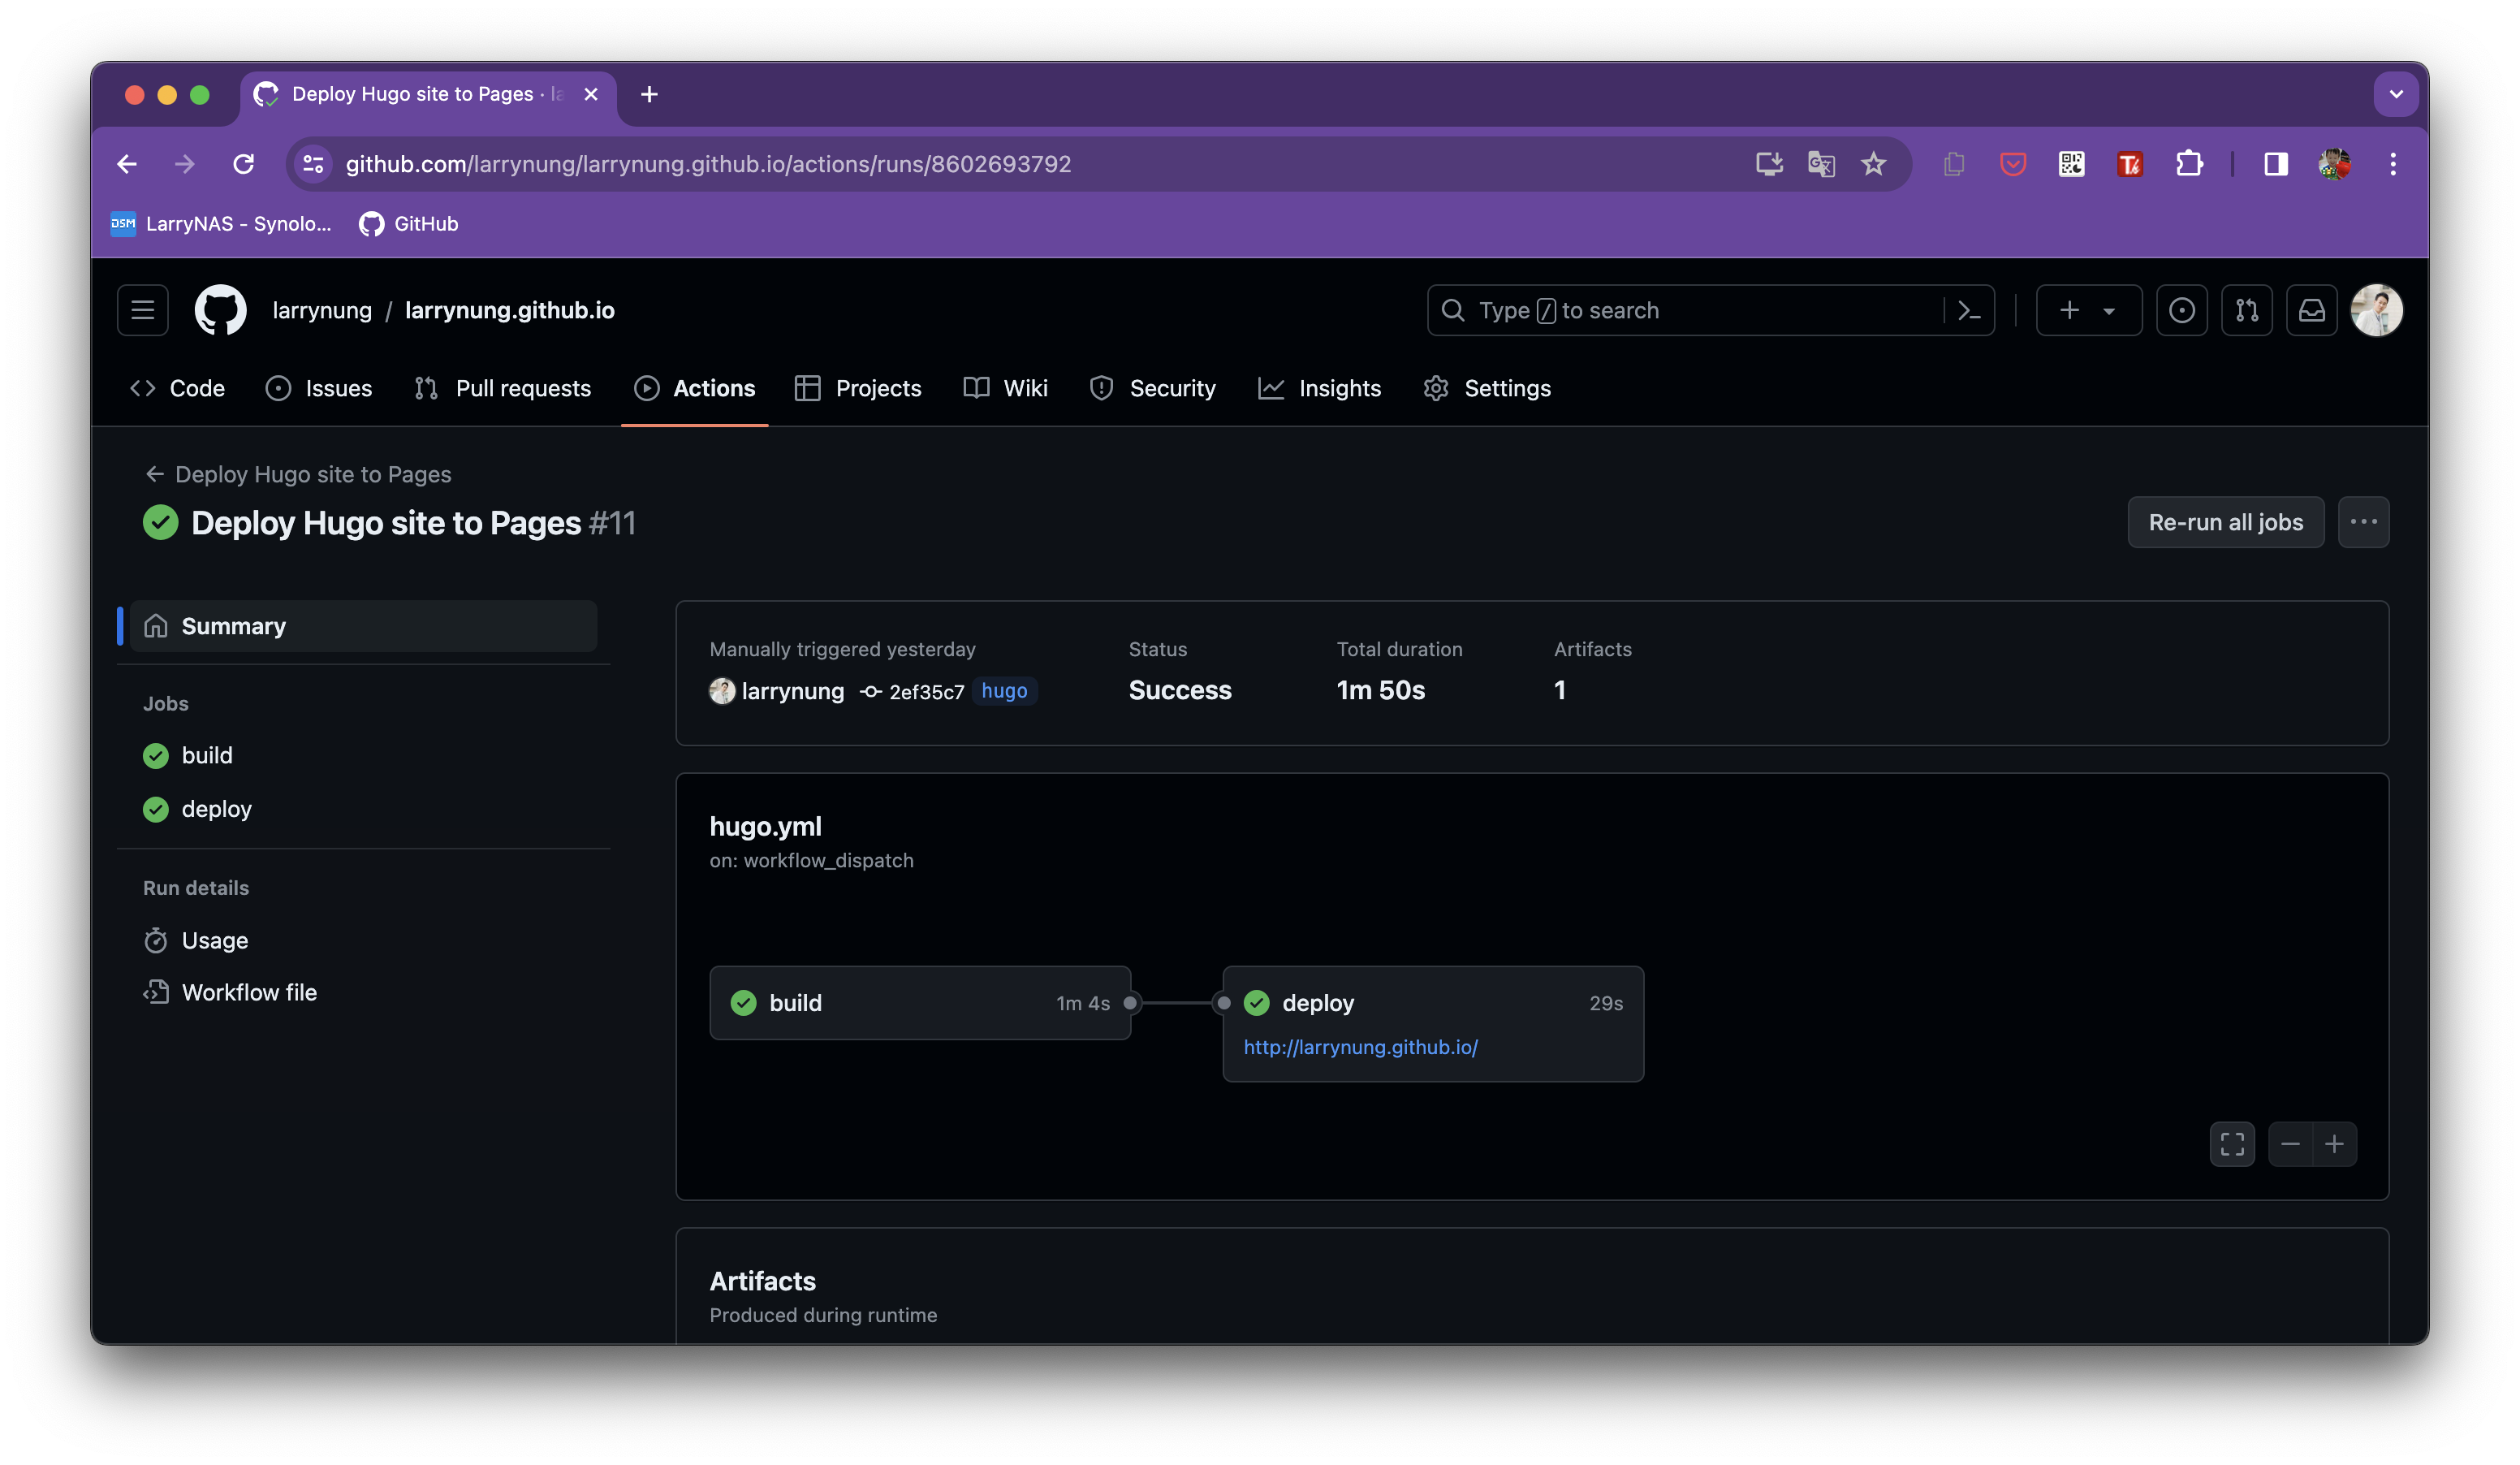 Deploy Hugo site to Pages · la
github.com/larrynung/larrynung.github.io/actions/runs/8602693792
DSM LarryNAS - Synolo... GitHub
larrynung / larrynung.github.io
Type / to search
Code Issues Pull requests Actions Projects Wiki Security Insights Settings
Deploy Hugo site to Pages
Deploy Hugo site to Pages #11
Re-run all jobs
Summary
Jobs
build
deploy
Run details
Usage
Workflow file
Manually triggered yesterday Status Total duration Artifacts
larrynung 2ef35c7 hugo Success 1m 50s 1
hugo.yml
on: workflow_dispatch
build 1m 4s deploy 29s
http://larrynung.github.io/
Artifacts
Produced during runtime